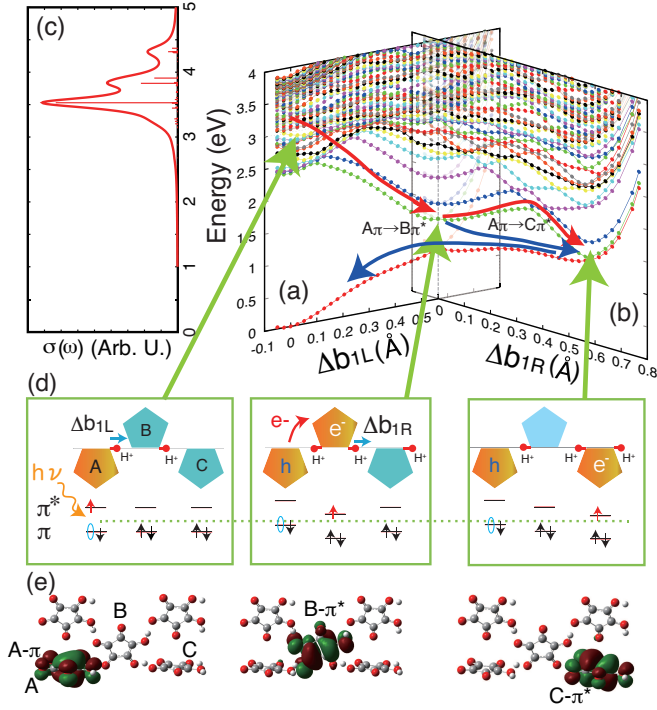 (c)
5
4
3
2
1
0
σ(ω) (Arb. U.)
Energy (eV)
4
3.5
3
2.5
2
1.5
1
0.5
0
Aπ→Bπ*
Aπ→Cπ*
(a)
(b)
-0.1 0 0.1 0.2 0.3 0.4 0.5
0 0.1 0.2 0.3 0.4 0.5 0.6 0.7 0.8
Δb1L(Å)
Δb1R(Å)
(d)
Δb1L
B
A
H+
H+
C
hν
π*
π
e-
e-
Δb1R
h
H+
H+
h
H+
H+
e-
(e)
B
A-π
A
C
B-π*
C-π*